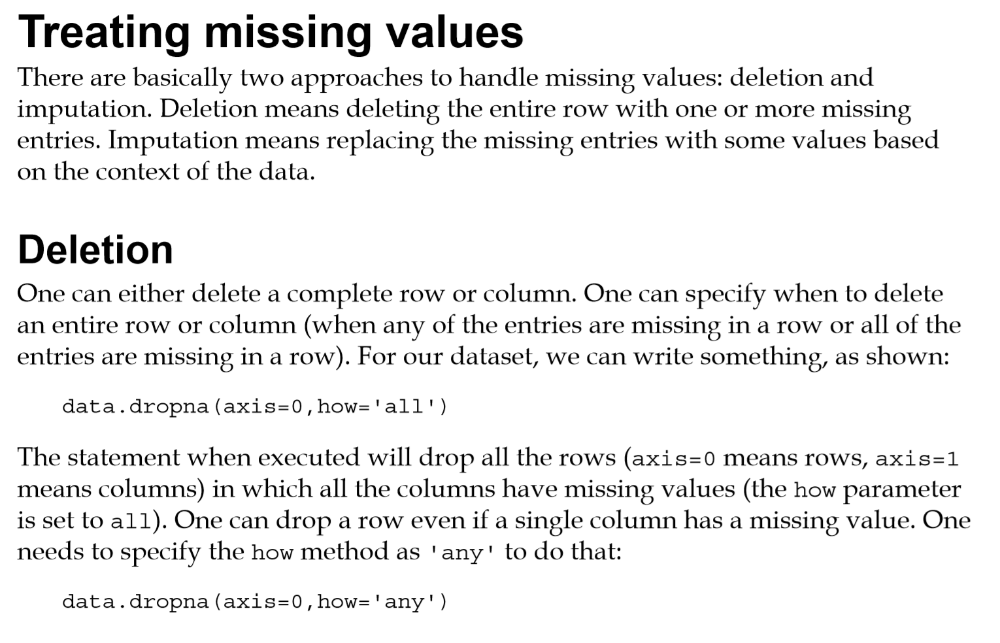 Treating missing values
There are basically two approaches to handle missing values: deletion and
imputation. Deletion means deleting the entire row with one or more missing
entries. Imputation means replacing the missing entries with some values based
on the context of the data.
Deletion
One can either delete a complete row or column. One can specify when to delete
an entire row or column (when any of the entries are missing in a row or all of the
entries are missing in a row). For our dataset, we can write something, as shown:
data.dropna(axis=0,how='all')
The statement when executed will drop all the rows (axis=0 means rows, axis=1
means columns) in which all the columns have missing values (the how parameter
is set to all). One can drop a row even if a single column has a missing value. One
needs to specify the how method as 'any' to do that:
data.dropna(axis=0,how='any')